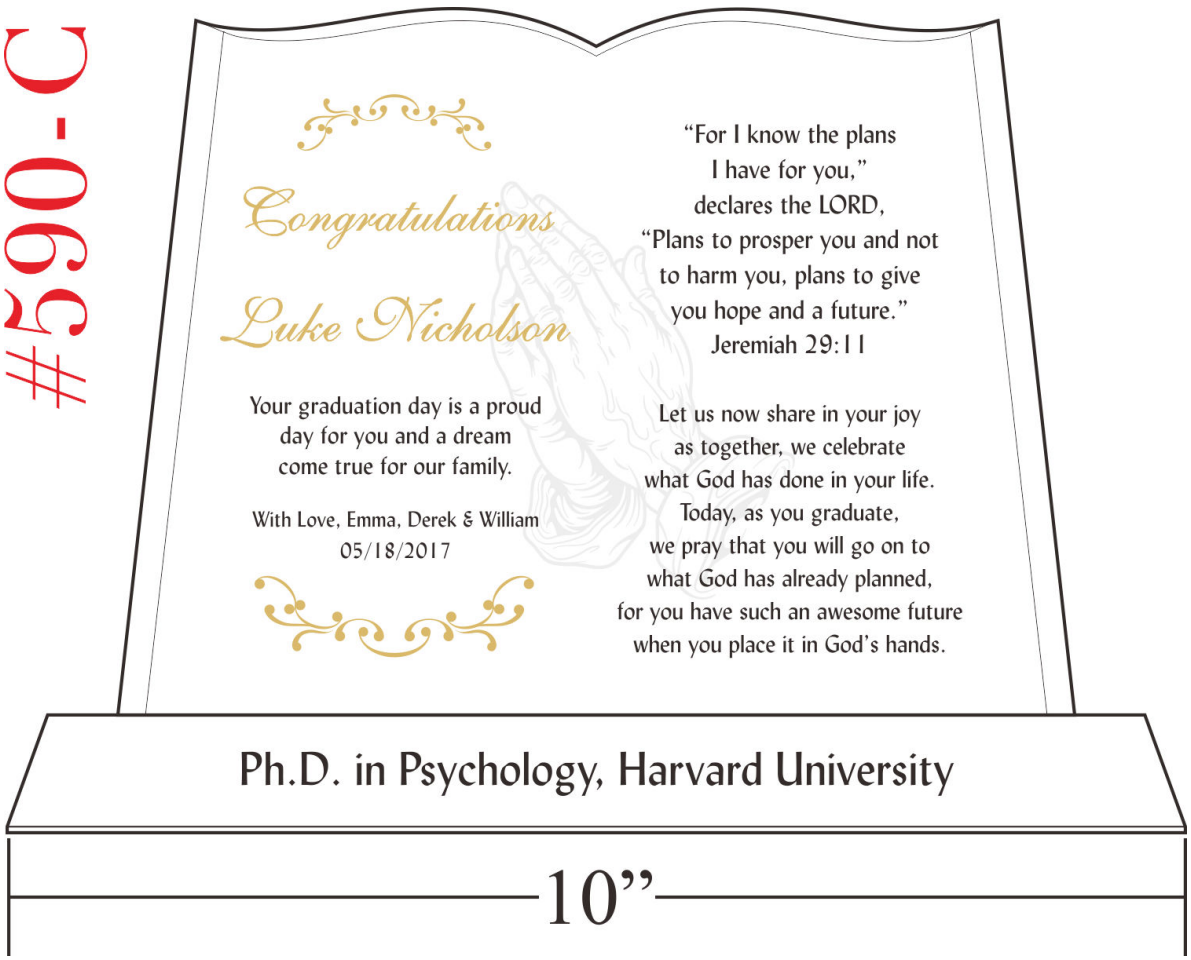 #590-C
Congratulations
Luke Nicholson
Your graduation day is a proud
day for you and a dream
come true for our family.
With Love, Emma, Derek & William
05/18/2017
“For I know the plans
I have for you,”
declares the LORD,
“Plans to prosper you and not
to harm you, plans to give
you hope and a future.”
Jeremiah 29:11
Let us now share in your joy
as together, we celebrate
what God has done in your life.
Today, as you graduate,
we pray that you will go on to
what God has already planned,
for you have such an awesome future
when you place it in God’s hands.
Ph.D. in Psychology, Harvard University
10”